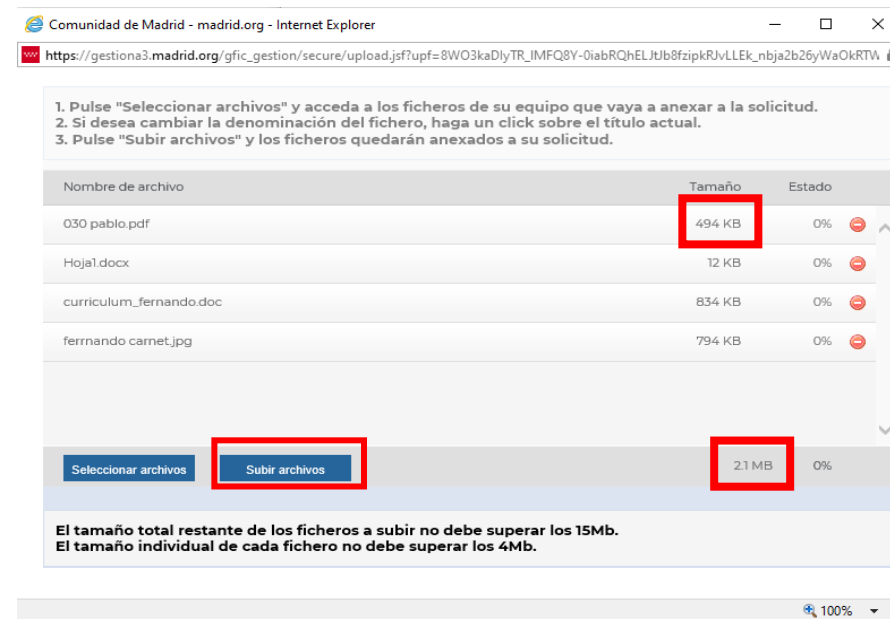 Comunidad de Madrid - madrid.org - Internet Explorer
https://gestiona3.madrid.org/gfic_gestion/secure/upload.jsf?upf=8WO3kaDlyTR_lMFQ8Y-0iabRQhELJtJb8fzipkRJvLLEk_nbja2b26yWaOkRTW
1. Pulse "Seleccionar archivos" y acceda a los ficheros de su equipo que vaya a anexar a la solicitud.
2. Si desea cambiar la denominación del fichero, haga un click sobre el título actual.
3. Pulse "Subir archivos" y los ficheros quedarán anexados a su solicitud.
Nombre de archivo Tamaño Estado
030 pablo.pdf 494 KB 0%
Hoja1.docx 12 KB 0%
curriculum_fernando.doc 834 KB 0%
ferrnando carnet.jpg 794 KB 0%
Seleccionar archivos Subir archivos 2.1 MB 0%
El tamaño total restante de los ficheros a subir no debe superar los 15Mb.
El tamaño individual de cada fichero no debe superar los 4Mb.
100%